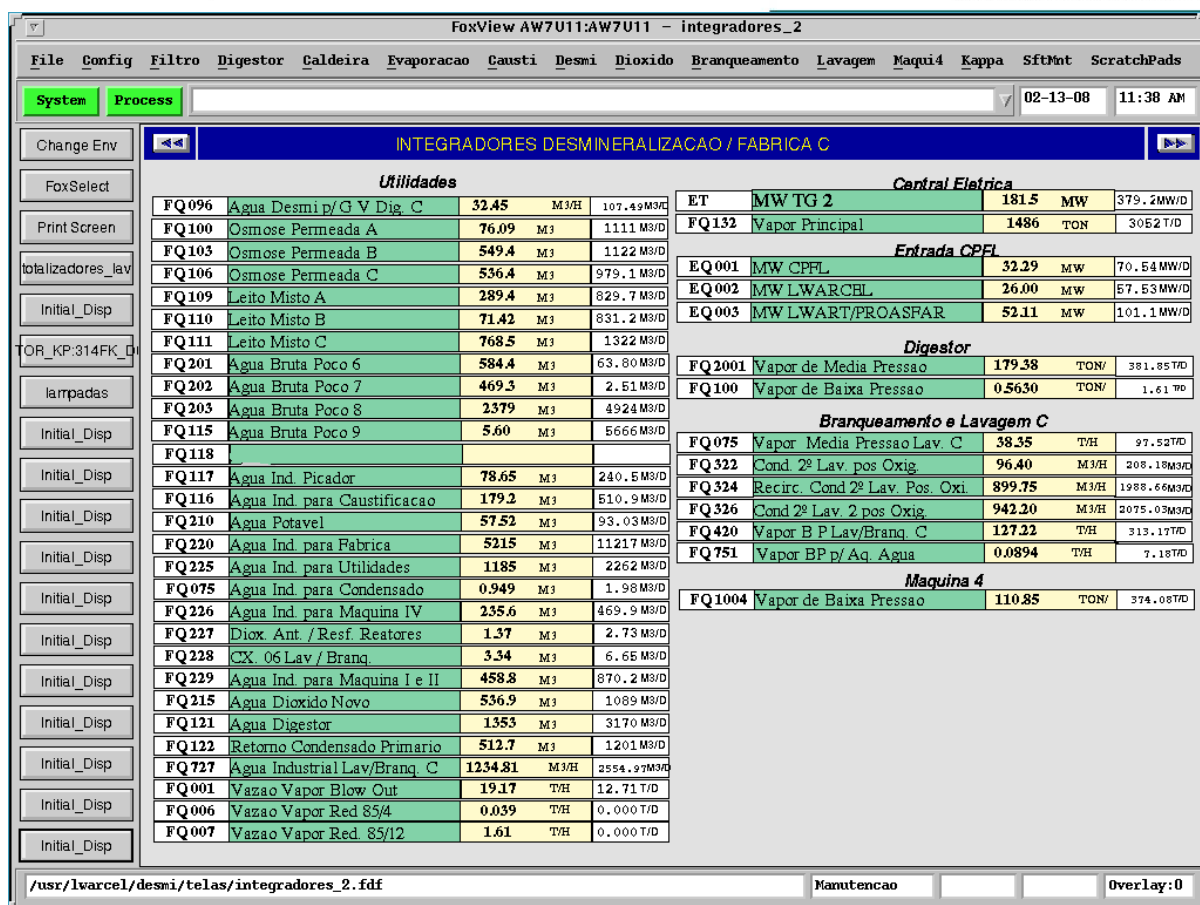 FoxView AW7U11:AW7U11 – integradores_2
File Config Filtro Digestor Caldeira Evaporacao Causti Desmi Dioxido Branqueamento Lavagem Maqui4 Kappa SftMnt ScratchPads
System Process 02-13-08 11:38 AM
Change Env
FoxSelect
Print Screen
totalizadores_lav
Initial_Disp
TOR_KP:314FK_D
lampadas
Initial_Disp
Initial_Disp
Initial_Disp
Initial_Disp
Initial_Disp
Initial_Disp
Initial_Disp
Initial_Disp
Initial_Disp
Initial_Disp
Initial_Disp
INTEGRADORES DESMINERALIZACAO / FABRICA C
Utilidades
FQ096 Agua Desmi p/ G V Dig. C 32.45 M3/H 107.49M3/D
FQ100 Osmose Permeada A 76.09 M3 1111 M3/D
FQ103 Osmose Permeada B 549.4 M3 1122 M3/D
FQ106 Osmose Permeada C 536.4 M3 979.1 M3/D
FQ109 Leito Misto A 289.4 M3 829.7 M3/D
FQ110 Leito Misto B 71.42 M3 831.2 M3/D
FQ111 Leito Misto C 768.5 M3 1322 M3/D
FQ201 Agua Bruta Poco 6 584.4 M3 63.80 M3/D
FQ202 Agua Bruta Poco 7 469.3 M3 2.51 M3/D
FQ203 Agua Bruta Poco 8 2379 M3 4924 M3/D
FQ115 Agua Bruta Poco 9 5.60 M3 5666 M3/D
FQ118
FQ117 Agua Ind. Picador 78.65 M3 240.5 M3/D
FQ116 Agua Ind. para Caustificacao 179.2 M3 510.9 M3/D
FQ210 Agua Potavel 57.52 M3 93.03 M3/D
FQ220 Agua Ind. para Fabrica 5215 M3 11217 M3/D
FQ225 Agua Ind. para Utilidades 1185 M3 2262 M3/D
FQ075 Agua Ind. para Condensado 0.949 M3 1.98 M3/D
FQ226 Agua Ind. para Maquina IV 235.6 M3 469.9 M3/D
FQ227 Diox. Ant. / Resf. Reatores 1.37 M3 2.73 M3/D
FQ228 CX. 06 Lav / Branq. 3.34 M3 6.65 M3/D
FQ229 Agua Ind. para Maquina I e II 458.8 M3 870.2 M3/D
FQ215 Agua Dioxido Novo 536.9 M3 1089 M3/D
FQ121 Agua Digestor 1353 M3 3170 M3/D
FQ122 Retorno Condensado Primario 512.7 M3 1201 M3/D
FQ727 Agua Industrial Lav/Branq. C 1234.81 M3/H 2554.97M3/D
FQ001 Vazao Vapor Blow Out 19.17 T/H 12.71 T/D
FQ006 Vazao Vapor Red 85/4 0.039 T/H 0.000 T/D
FQ007 Vazao Vapor Red. 85/12 1.61 T/H 0.000 T/D
Central Eletrica
ET MW TG 2 181.5 MW 379.2MW/D
FQ132 Vapor Principal 1486 TON 3052 T/D
Entrada CPFL
EQ001 MW CPFL 32.29 MW 70.54 MW/D
EQ002 MW LWARCEL 26.00 MW 57.53MW/D
EQ003 MW LWART/PROASFAR 52.11 MW 101.1 MW/D
Digestor
FQ2001 Vapor de Media Pressao 179.38 TON/ 381.85 T/D
FQ100 Vapor de Baixa Pressao 0.5630 TON/ 1.61 T/D
Branqueamento e Lavagem C
FQ075 Vapor Media Pressao Lav. C 38.35 T/H 97.52T/D
FQ322 Cond. 2º Lav. pos Oxig. 96.40 M3/H 208.18M3/D
FQ324 Recirc. Cond 2º Lav. Pos. Oxi. 899.75 M3/H 1988.66M3/D
FQ326 Cond 2º Lav. 2 pos Oxig. 942.20 M3/H 2075.03M3/D
FQ420 Vapor B P Lav/Branq. C 127.22 T/H 313.17T/D
FQ751 Vapor BP p/ Aq. Agua 0.0894 T/H 7.18T/D
Maquina 4
FQ1004 Vapor de Baixa Pressao 110.85 TON/ 374.08T/D
/usr/lwarcel/desmi/telas/integradores_2.fdf Manutencao Overlay:0